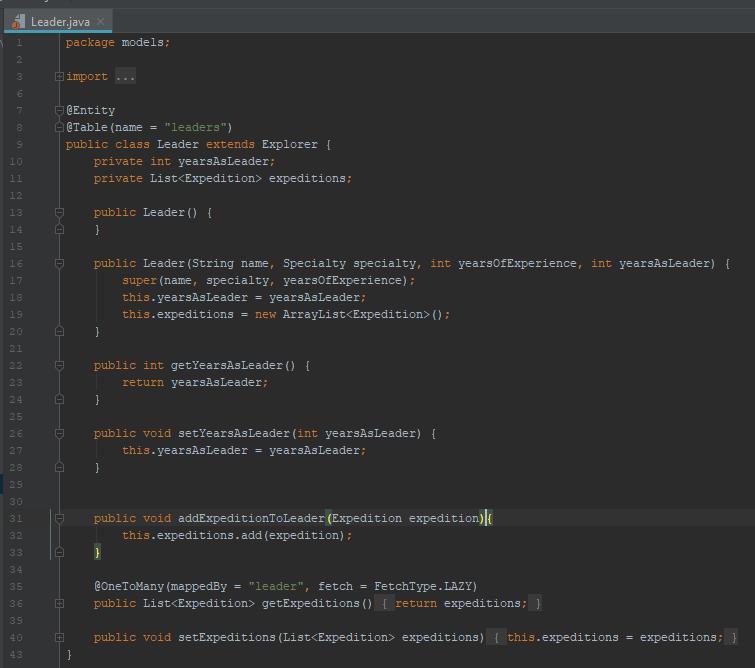 Leader.java
1 package models;
2
3 import ...
6
7 @Entity
8 @Table(name = "leaders")
9 public class Leader extends Explorer {
10 private int yearsAsLeader;
11 private List<Expedition> expeditions;
12
13 public Leader() {
14 }
15
16 public Leader(String name, Specialty specialty, int yearsOfExperience, int yearsAsLeader) {
17 super(name, specialty, yearsOfExperience);
18 this.yearsAsLeader = yearsAsLeader;
19 this.expeditions = new ArrayList<Expedition>();
20 }
21
22 public int getYearsAsLeader() {
23 return yearsAsLeader;
24 }
25
26 public void setYearsAsLeader(int yearsAsLeader) {
27 this.yearsAsLeader = yearsAsLeader;
28 }
29
30
31 public void addExpeditionToLeader(Expedition expedition){
32 this.expeditions.add(expedition);
33 }
34
35 @OneToMany(mappedBy = "leader", fetch = FetchType.LAZY)
36 public List<Expedition> getExpeditions() { return expeditions; }
39
40 public void setExpeditions(List<Expedition> expeditions) { this.expeditions = expeditions; }
43 }